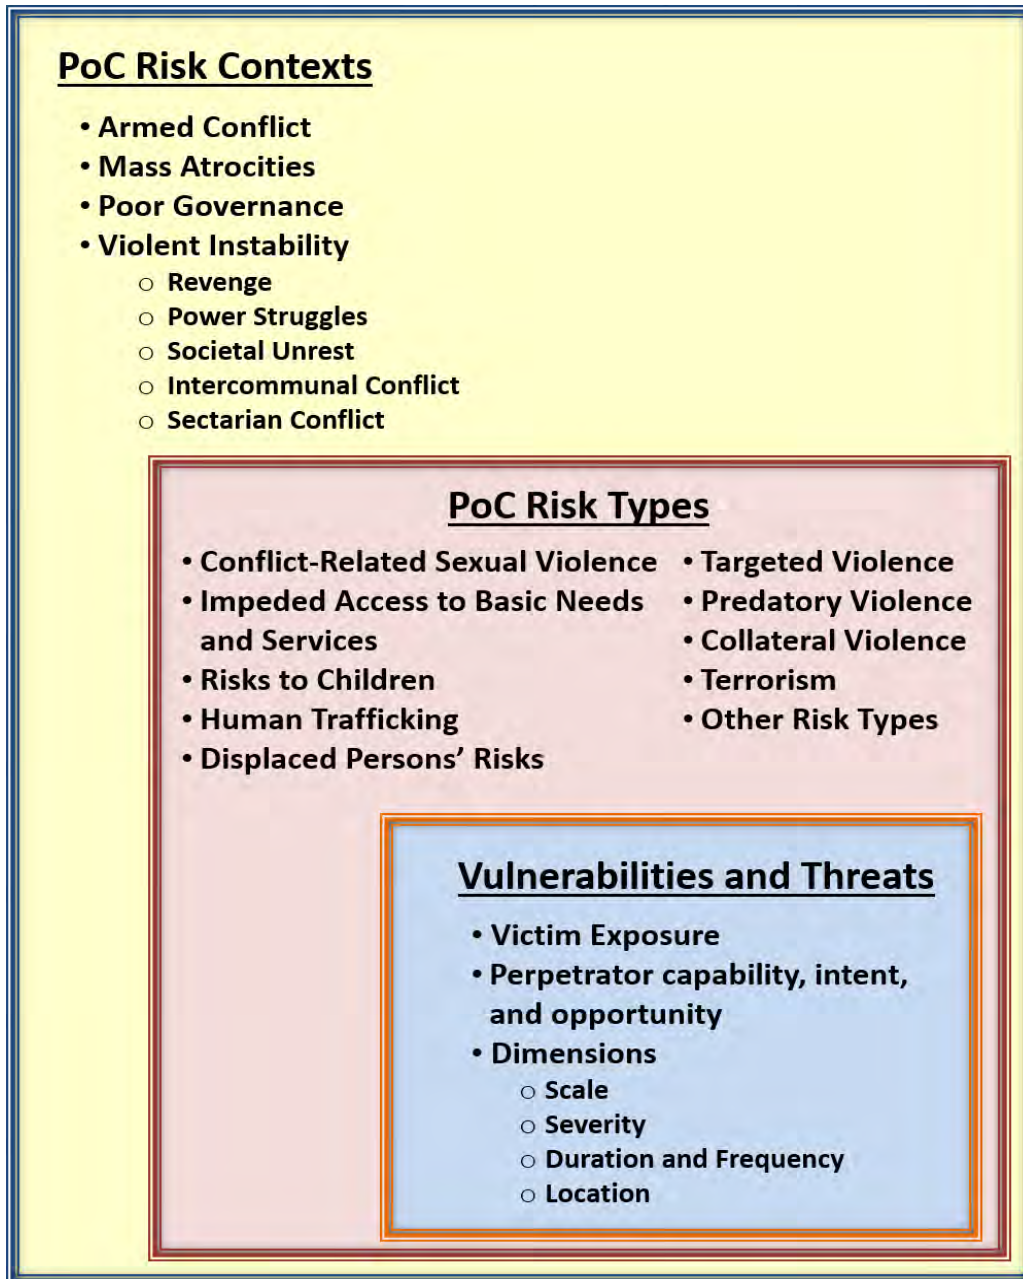 PoC Risk Contexts
• Armed Conflict
• Mass Atrocities
• Poor Governance
• Violent Instability
o Revenge
o Power Struggles
o Societal Unrest
o Intercommunal Conflict
o Sectarian Conflict
PoC Risk Types
• Conflict-Related Sexual Violence
• Impeded Access to Basic Needs
and Services
• Risks to Children
• Human Trafficking
• Displaced Persons’ Risks
• Targeted Violence
• Predatory Violence
• Collateral Violence
• Terrorism
• Other Risk Types
Vulnerabilities and Threats
• Victim Exposure
• Perpetrator capability, intent,
and opportunity
• Dimensions
o Scale
o Severity
o Duration and Frequency
o Location